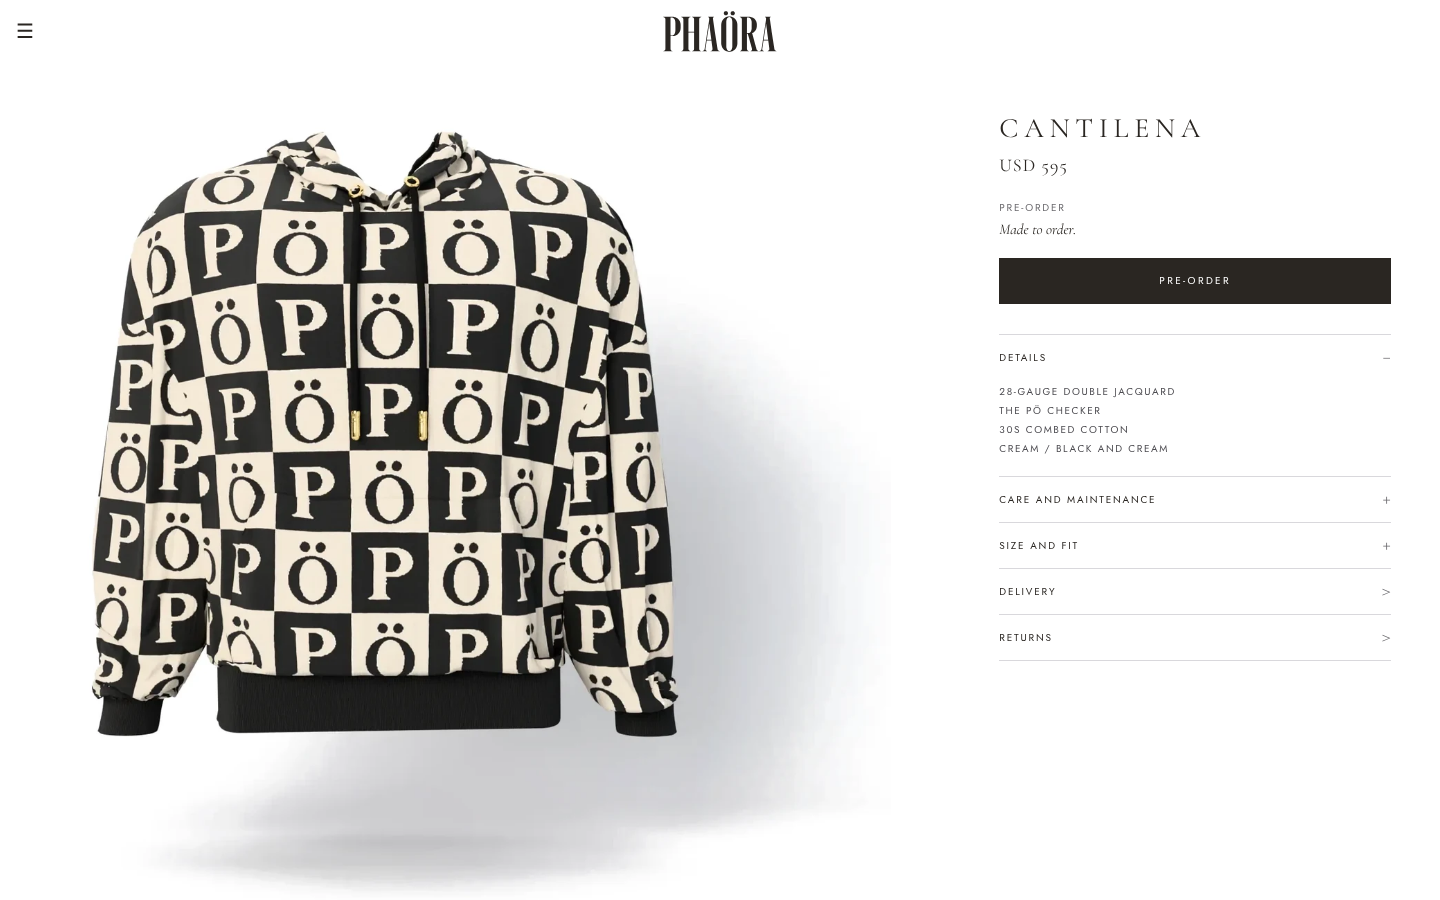 PHAÖRA
CANTILENA
USD 595
PRE-ORDER
Made to order.
PRE-ORDER
DETAILS
28-GAUGE DOUBLE JACQUARD
THE PÖ CHECKER
30S COMBED COTTON
CREAM / BLACK AND CREAM
CARE AND MAINTENANCE
SIZE AND FIT
DELIVERY
RETURNS
Ö Ö Ö
Ö P Ö P Ö P Ö
Ö P Ö P Ö
P P Ö P Ö P P
Ö P Ö P Ö P Ö P
P Ö P Ö P Ö P Ö P
Ö P Ö P Ö P Ö